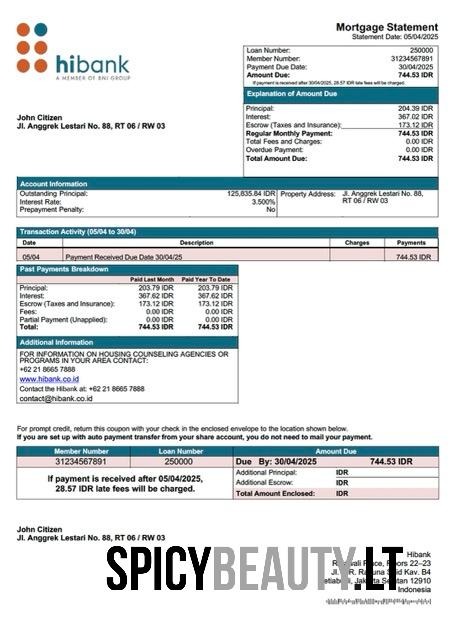 hibank
A MEMBER OF BNI GROUP
Mortgage Statement
Statement Date: 05/04/2025
Loan Number: 250000
Member Number: 31234567891
Payment Due Date: 30/04/2025
Amount Due: 744.53 IDR
If payment is received after 30/04/2025, 28.57 IDR late fees will be charged.
Explanation of Amount Due
Principal: 204.39 IDR
Interest: 367.02 IDR
Escrow (Taxes and Insurance): 173.12 IDR
Regular Monthly Payment: 744.53 IDR
Total Fees and Charges: 0.00 IDR
Overdue Payment: 0.00 IDR
Total Amount Due: 744.53 IDR
John Citizen
Jl. Anggrek Lestari No. 88, RT 06 / RW 03
Account Information
Outstanding Principal: 125,835.84 IDR
Interest Rate: 3.500%
Prepayment Penalty: No
Property Address: Jl. Anggrek Lestari No. 88,
RT 06 / RW 03
Transaction Activity (05/04 to 30/04)
Date Description Charges Payments
05/04 Payment Received Due Date 30/04/25 744.53 IDR
Past Payments Breakdown
Paid Last Month Paid Year To Date
Principal: 203.79 IDR 203.79 IDR
Interest: 367.62 IDR 367.62 IDR
Escrow (Taxes and Insurance): 173.12 IDR 173.12 IDR
Fees: 0.00 IDR 0.00 IDR
Partial Payment (Unapplied): 0.00 IDR 0.00 IDR
Total: 744.53 IDR 744.53 IDR
Additional Information
FOR INFORMATION ON HOUSING COUNSELING AGENCIES OR
PROGRAMS IN YOUR AREA CONTACT:
+62 21 8665 7888
www.hibank.co.id
Contact the Hibank at: +62 21 8665 7888
contact@hibank.co.id
For prompt credit, return this coupon with your check in the enclosed envelope to the location shown below.
If you are set up with auto payment transfer from your share account, you do not need to mail your payment.
Member Number Loan Number Amount Due
31234567891 250000 Due By: 30/04/2025 744.53 IDR
If payment is received after 05/04/2025,
28.57 IDR late fees will be charged.
Additional Principal: IDR
Additional Escrow: IDR
Total Amount Enclosed: IDR
John Citizen
Jl. Anggrek Lestari No. 88, RT 06 / RW 03
SPICYBEAUTY.LT
Hibank
22–23
Kav. B4
12910
Indonesia